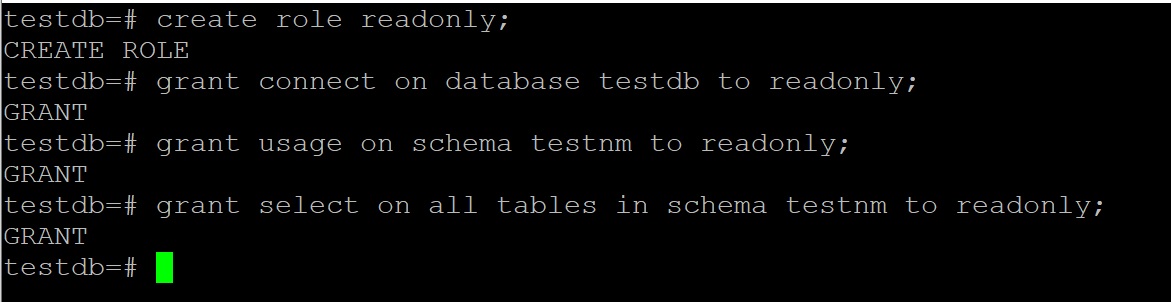 testdb=# create role readonly;
CREATE ROLE
testdb=# grant connect on database testdb to readonly;
GRANT
testdb=# grant usage on schema testnm to readonly;
GRANT
testdb=# grant select on all tables in schema testnm to readonly;
GRANT
testdb=#